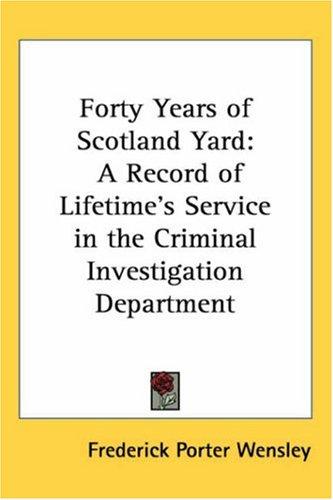 Forty Years of
Scotland Yard:
A Record of
Lifetime's Service
in the Criminal
Investigation
Department
Frederick Porter Wensley